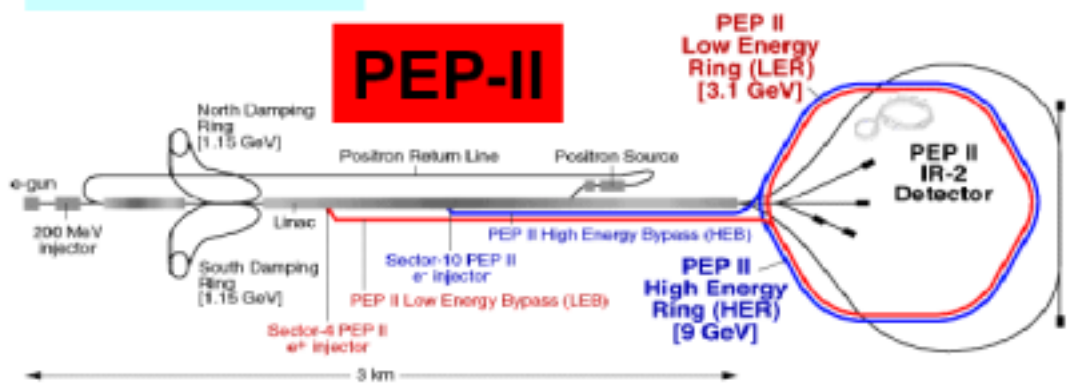 PEP-II
PEP II
Low Energy
Ring (LER)
[3.1 GeV]
North Damping
Ring
[1.15 GeV]
Positron Return Line
Positron Source
e-gun
200 MeV
injector
Linac
PEP II
IR-2
Detector
PEP II High Energy Bypass (HEB)
South Damping
Ring
[1.15 GeV]
Sector-10 PEP II
e- injector
PEP II Low Energy Bypass (LEB)
Sector-4 PEP II
e+ injector
PEP II
High Energy
Ring (HER)
[9 GeV]
3 km